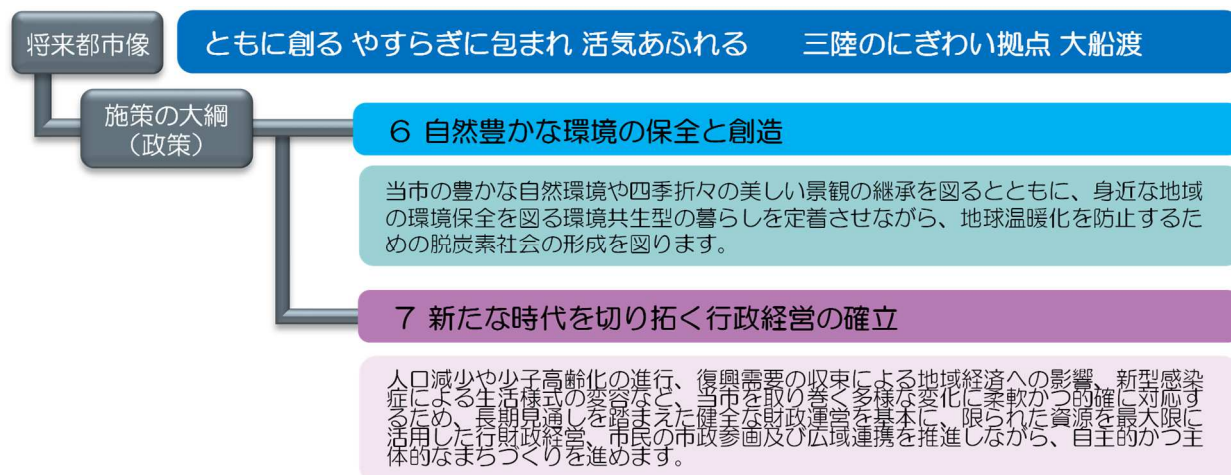 将来都市像
ともに創る やすらぎに包まれ 活気あふれる　　三陸のにぎわい拠点 大船渡
施策の大綱
（政策）
６ 自然豊かな環境の保全と創造
当市の豊かな自然環境や四季折々の美しい景観の継承を図るとともに、身近な地域
の環境保全を図る環境共生型の暮らしを定着させながら、地球温暖化を防止するた
めの脱炭素社会の形成を図ります。
７ 新たな時代を切り拓く行政経営の確立
人口減少や少子高齢化の進行、復興需要の収束による地域経済への影響、新型感染
症による生活様式の変容など、当市を取り巻く多様な変化に柔軟かつ的確に対応す
るため、長期見通しを踏まえた健全な財政運営を基本に、限られた資源を最大限に
活用した行財政経営、市民の市政参画及び広域連携を推進しながら、自主的かつ主
体的なまちづくりを進めます。